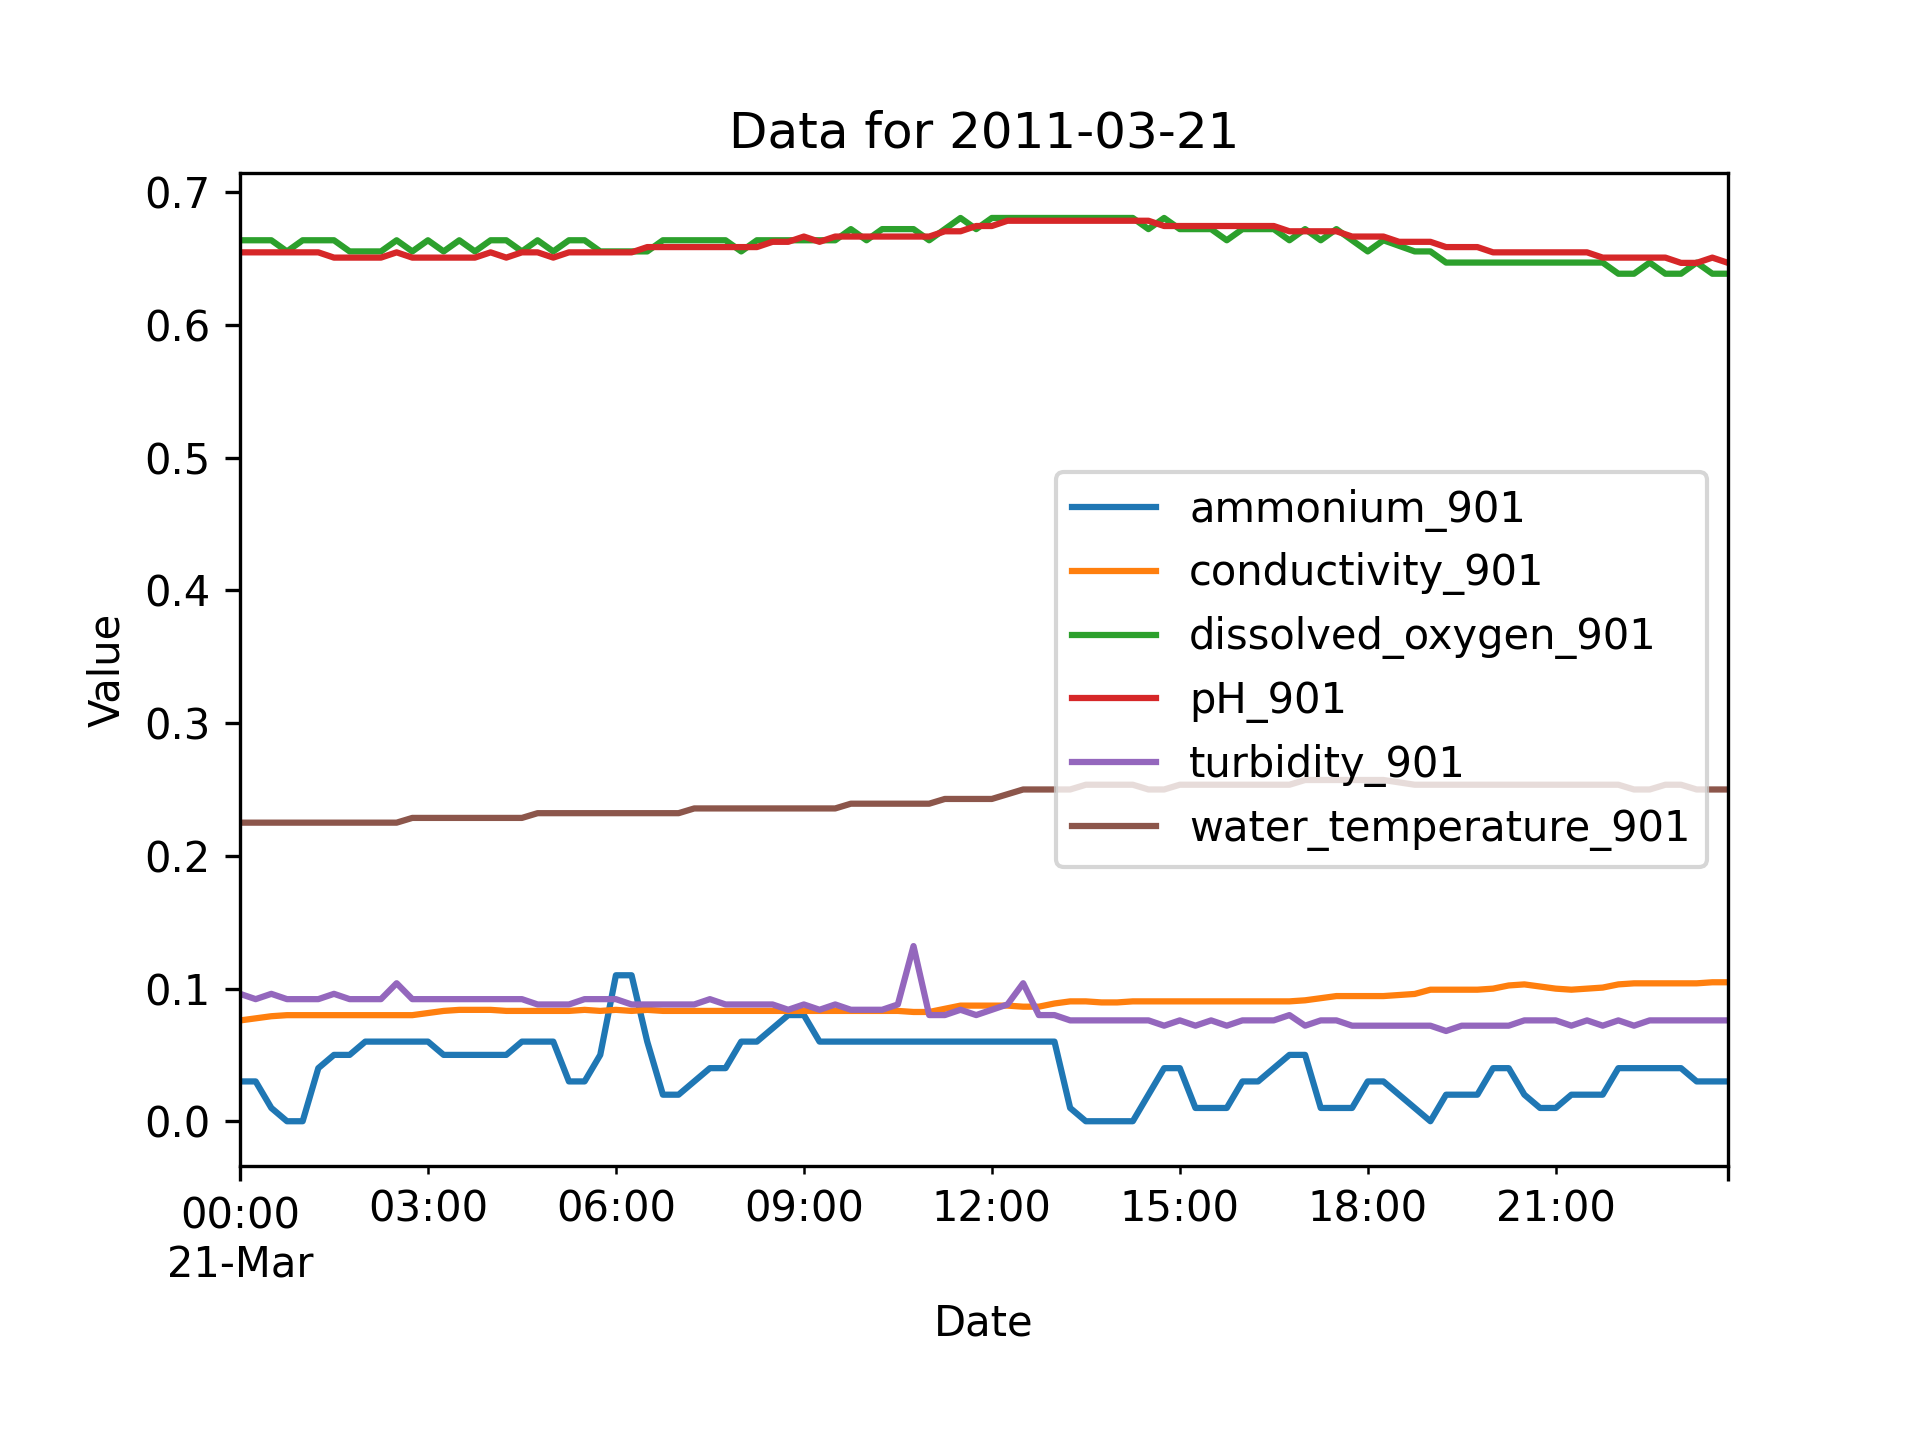 Data for 2011-03-21
0.7
0.6
0.5
0.4
0.3
0.2
0.1
0.0
Value
ammonium_901
conductivity_901
dissolved_oxygen_901
pH_901
turbidity_901
water_temperature_901
00:00 03:00 06:00 09:00 12:00 15:00 18:00 21:00
21-Mar
Date